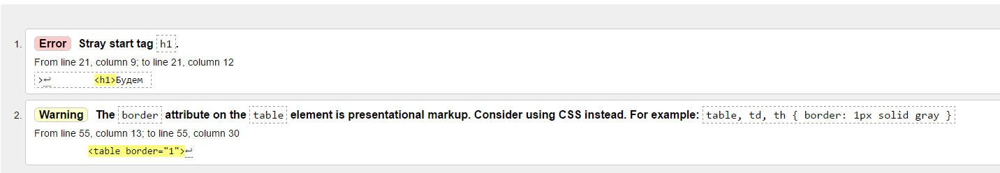 1. Error Stray start tag h1.
From line 21, column 9; to line 21, column 12
>↩ <h1>Будем
2. Warning The border attribute on the table element is presentational markup. Consider using CSS instead. For example: table, td, th { border: 1px solid gray }
From line 55, column 13; to line 55, column 30
<table border="1">↩